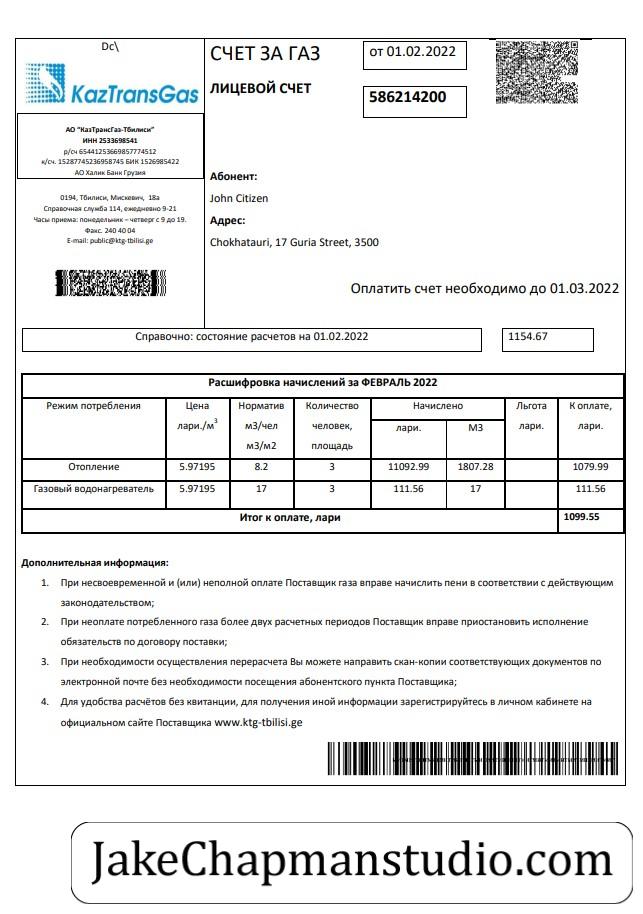 Dc\
KazTransGas
АО "КазТрансГаз-Тбилиси"
ИНН 2533698541
р/сч 65441253669857774512
к/сч. 15287745236958745 БИК 1526985422
АО Халик Банк Грузия
0194, Тбилиси, Мискевич, 18а
Справочная служба 114, ежедневно 9-21
Часы приема: понедельник – четверг с 9 до 19.
Факс. 240 40 04
E-mail: public@ktg-tbilisi.ge
СЧЕТ ЗА ГАЗ
от 01.02.2022
ЛИЦЕВОЙ СЧЕТ
586214200
Абонент:
John Citizen
Адрес:
Chokhatauri, 17 Guria Street, 3500
Оплатить счет необходимо до 01.03.2022
Справочно: состояние расчетов на 01.02.2022 1154.67
Расшифровка начислений за ФЕВРАЛЬ 2022
Режим потребления Цена лари./м³ Норматив м3/чел м3/м2 Количество человек, площадь Начислено лари. М3 Льгота лари. К оплате, лари.
Отопление 5.97195 8.2 3 11092.99 1807.28 1079.99
Газовый водонагреватель 5.97195 17 3 111.56 17 111.56
Итог к оплате, лари 1099.55
Дополнительная информация:
1. При несвоевременной и (или) неполной оплате Поставщик газа вправе начислить пени в соответствии с действующим
законодательством;
2. При неоплате потребленного газа более двух расчетных периодов Поставщик вправе приостановить исполнение
обязательств по договору поставки;
3. При необходимости осуществления перерасчета Вы можете направить скан-копии соответствующих документов по
электронной почте без необходимости посещения абонентского пункта Поставщика;
4. Для удобства расчётов без квитанции, для получения иной информации зарегистрируйтесь в личном кабинете на
официальном сайте Поставщика www.ktg-tbilisi.ge
JakeChapmanstudio.com